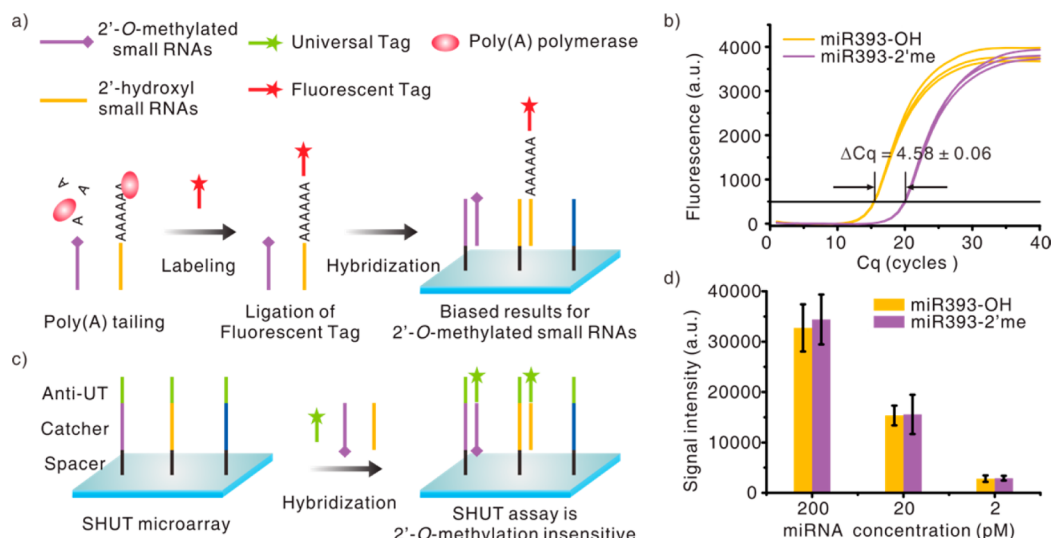 a)
2'-O-methylated
small RNAs
Universal Tag
Poly(A) polymerase
2'-hydroxyl
small RNAs
Fluorescent Tag
A
A
A
AAAAA
Labeling
Poly(A) tailing
AAAAA
Ligation of
Fluorescent Tag
Hybridization
AAAAA
Biased results for
2'-O-methylated small RNAs
b)
miR393-OH
miR393-2'me
ΔCq = 4.58 ± 0.06
Fluorescence (a.u.)
4000
3000
2000
1000
0
0 10 20 30 40
Cq (cycles )
c)
Anti-UT
Catcher
Spacer
SHUT microarray
Hybridization
SHUT assay is
2'-O-methylation insensitive
d)
miR393-OH
miR393-2'me
Signal intensity (a.u.)
40000
30000
20000
10000
0
200 20 2
miRNA concentration (pM)